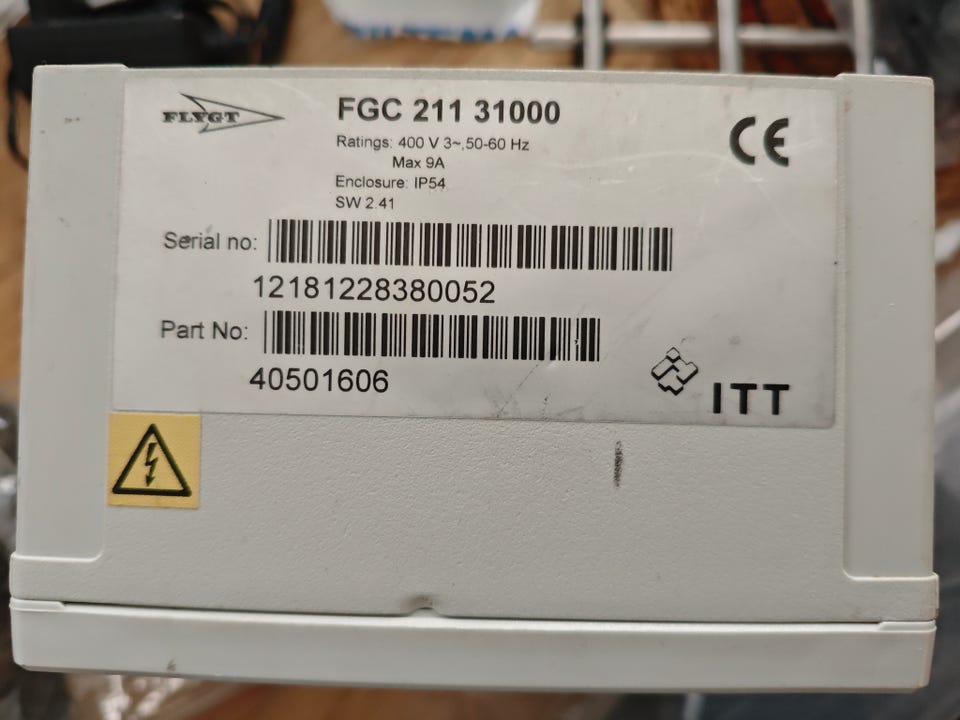 FLYGT
FGC 211 31000
Ratings: 400 V 3~,50-60 Hz
Max 9A
Enclosure: IP54
SW 2.41
CE
Serial no:
12181228380052
Part No:
40501606
ITT